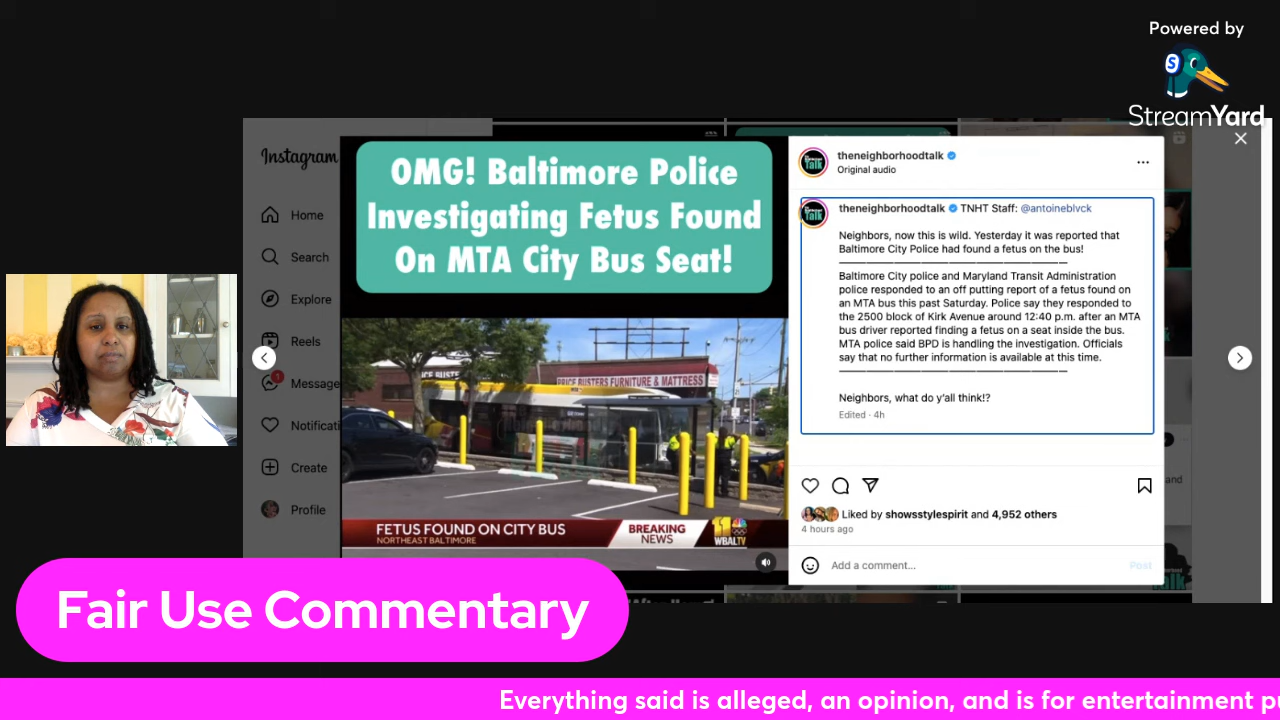 Powered by
StreamYard
Instagram
Home
Search
Explore
Reels
1
Message
Notificati
Create
Profile
OMG! Baltimore Police
Investigating Fetus Found
On MTA City Bus Seat!
PRICE BUSTERS FURNITURE & MATTRESS
FETUS FOUND ON CITY BUS
NORTHEAST BALTIMORE
BREAKING
NEWS
11
WBALTV
theneighborhoodtalk
Original audio
theneighborhoodtalk TNHT Staff: @antoineblvck
Neighbors, now this is wild. Yesterday it was reported that
Baltimore City Police had found a fetus on the bus!
Baltimore City police and Maryland Transit Administration
police responded to an off putting report of a fetus found on
an MTA bus this past Saturday. Police say they responded to
the 2500 block of Kirk Avenue around 12:40 p.m. after an MTA
bus driver reported finding a fetus on a seat inside the bus.
MTA police said BPD is handling the investigation. Officials
say that no further information is available at this time.
Neighbors, what do y'all think!?
Edited · 4h
Liked by showsstylespirit and 4,952 others
4 hours ago
Add a comment...
Post
Fair Use Commentary
Everything said is alleged, an opinion, and is for entertainment pu